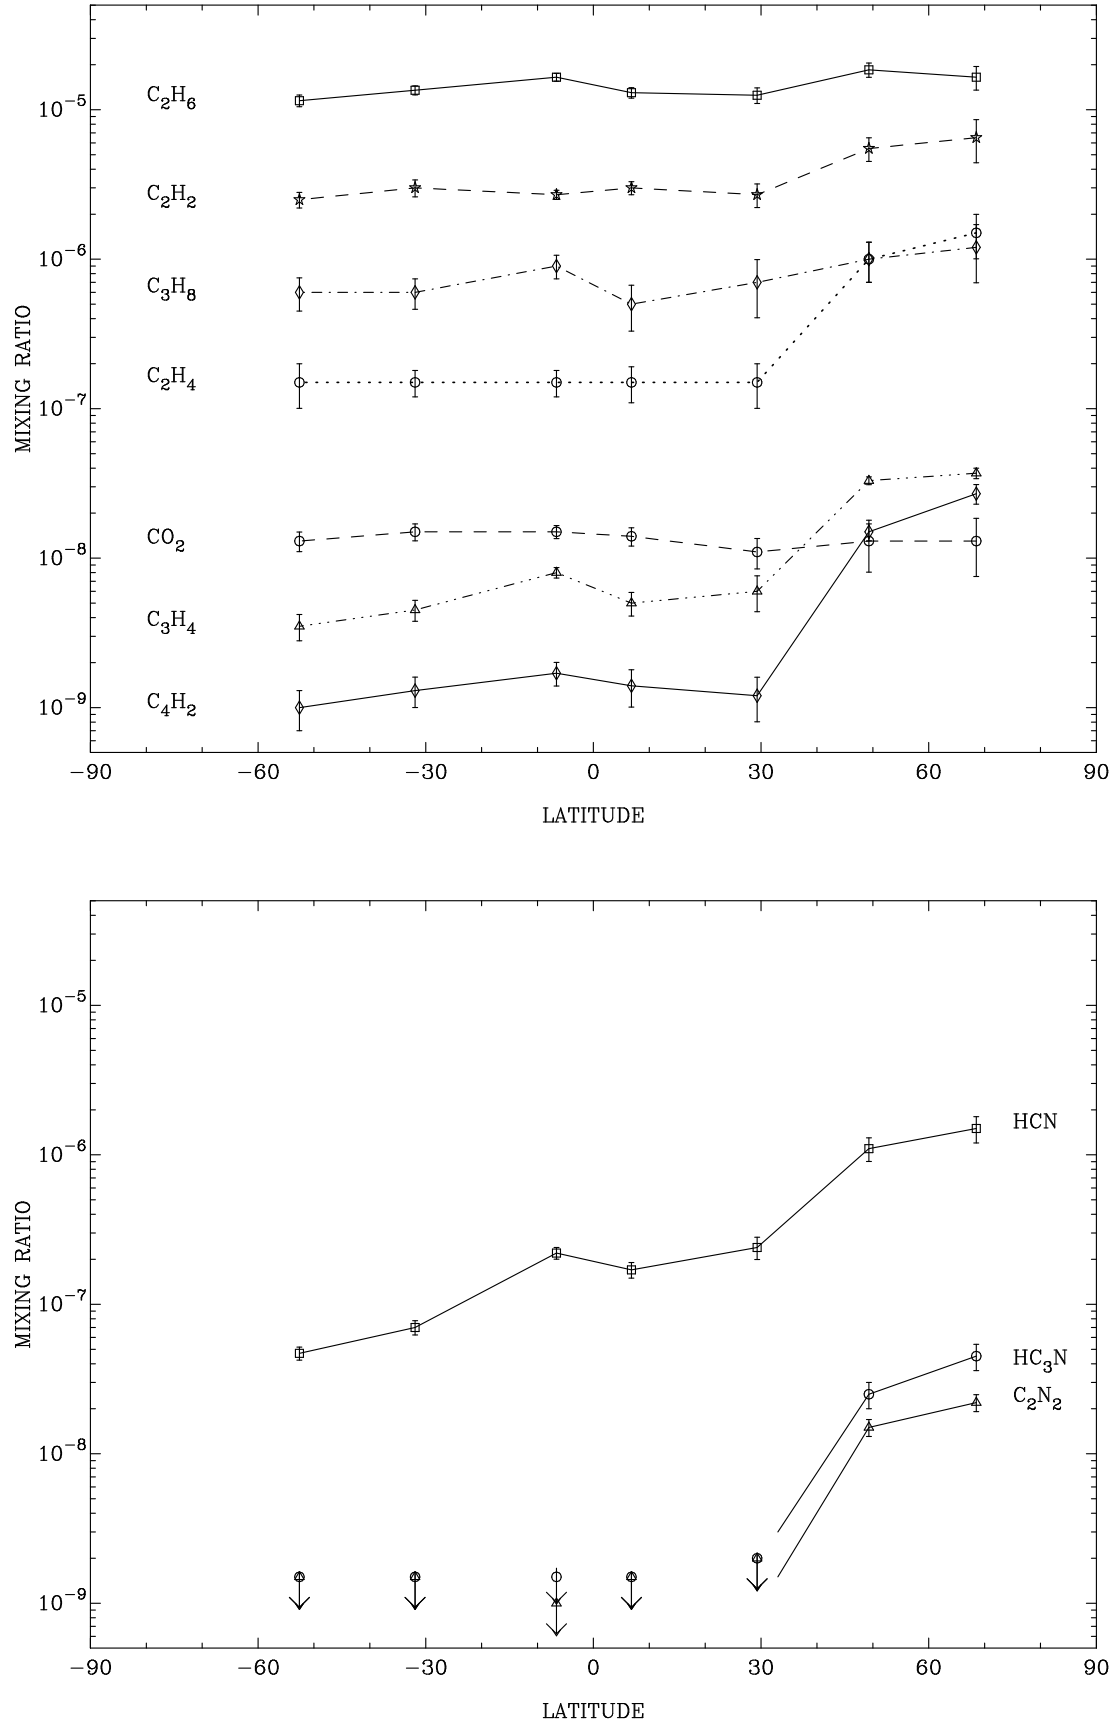 10⁻⁵
10⁻⁶
10⁻⁷
10⁻⁸
10⁻⁹
MIXING RATIO
C₂H₆
C₂H₂
C₃H₈
C₂H₄
CO₂
C₃H₄
C₄H₂
−90 −60 −30 0 30 60 90
LATITUDE
10⁻⁵
10⁻⁶
10⁻⁷
10⁻⁸
10⁻⁹
MIXING RATIO
HCN
HC₃N
C₂N₂
−90 −60 −30 0 30 60 90
LATITUDE